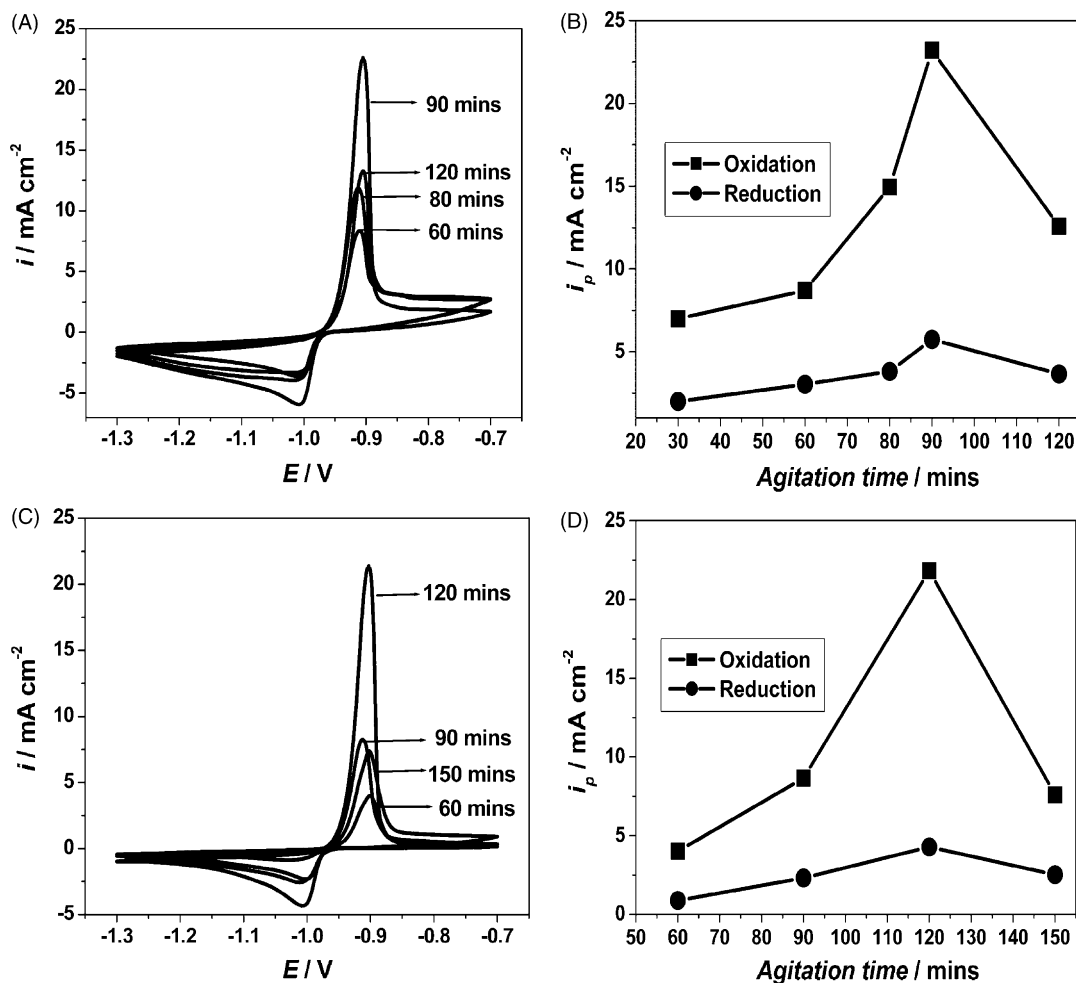 (A)
25
20
15
10
5
0
-5
i / mA cm-2
90 mins
120 mins
80 mins
60 mins
-1.3 -1.2 -1.1 -1.0 -0.9 -0.8 -0.7
E / V
(B)
25
20
15
10
5
ip / mA cm-2
Oxidation
Reduction
20 30 40 50 60 70 80 90 100 110 120
Agitation time / mins
(C)
25
20
15
10
5
0
-5
i / mA cm-2
120 mins
90 mins
150 mins
60 mins
-1.3 -1.2 -1.1 -1.0 -0.9 -0.8 -0.7
E / V
(D)
25
20
15
10
5
0
ip / mA cm-2
Oxidation
Reduction
50 60 70 80 90 100 110 120 130 140 150
Agitation time / mins